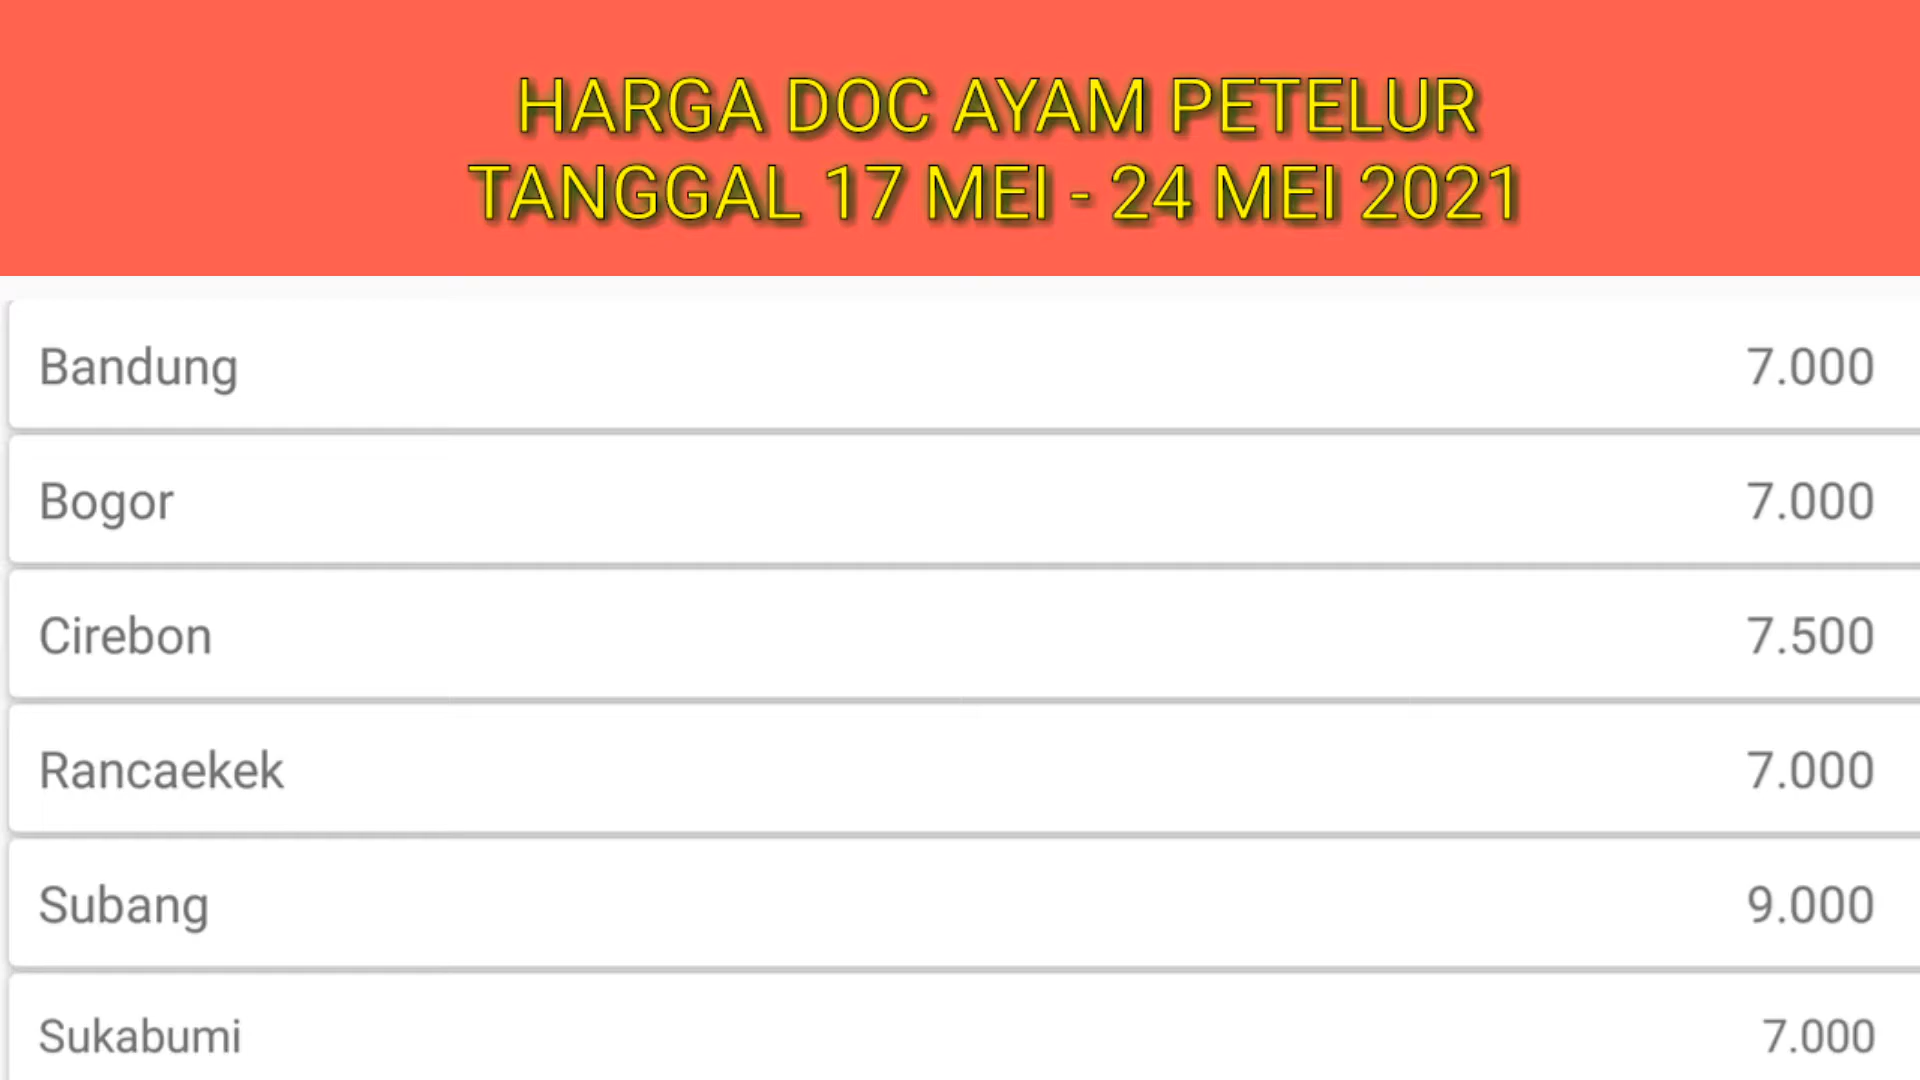 HARGA DOC AYAM PETELUR
TANGGAL 17 MEI - 24 MEI 2021
Bandung 7.000
Bogor 7.000
Cirebon 7.500
Rancaekek 7.000
Subang 9.000
Sukabumi 7.000